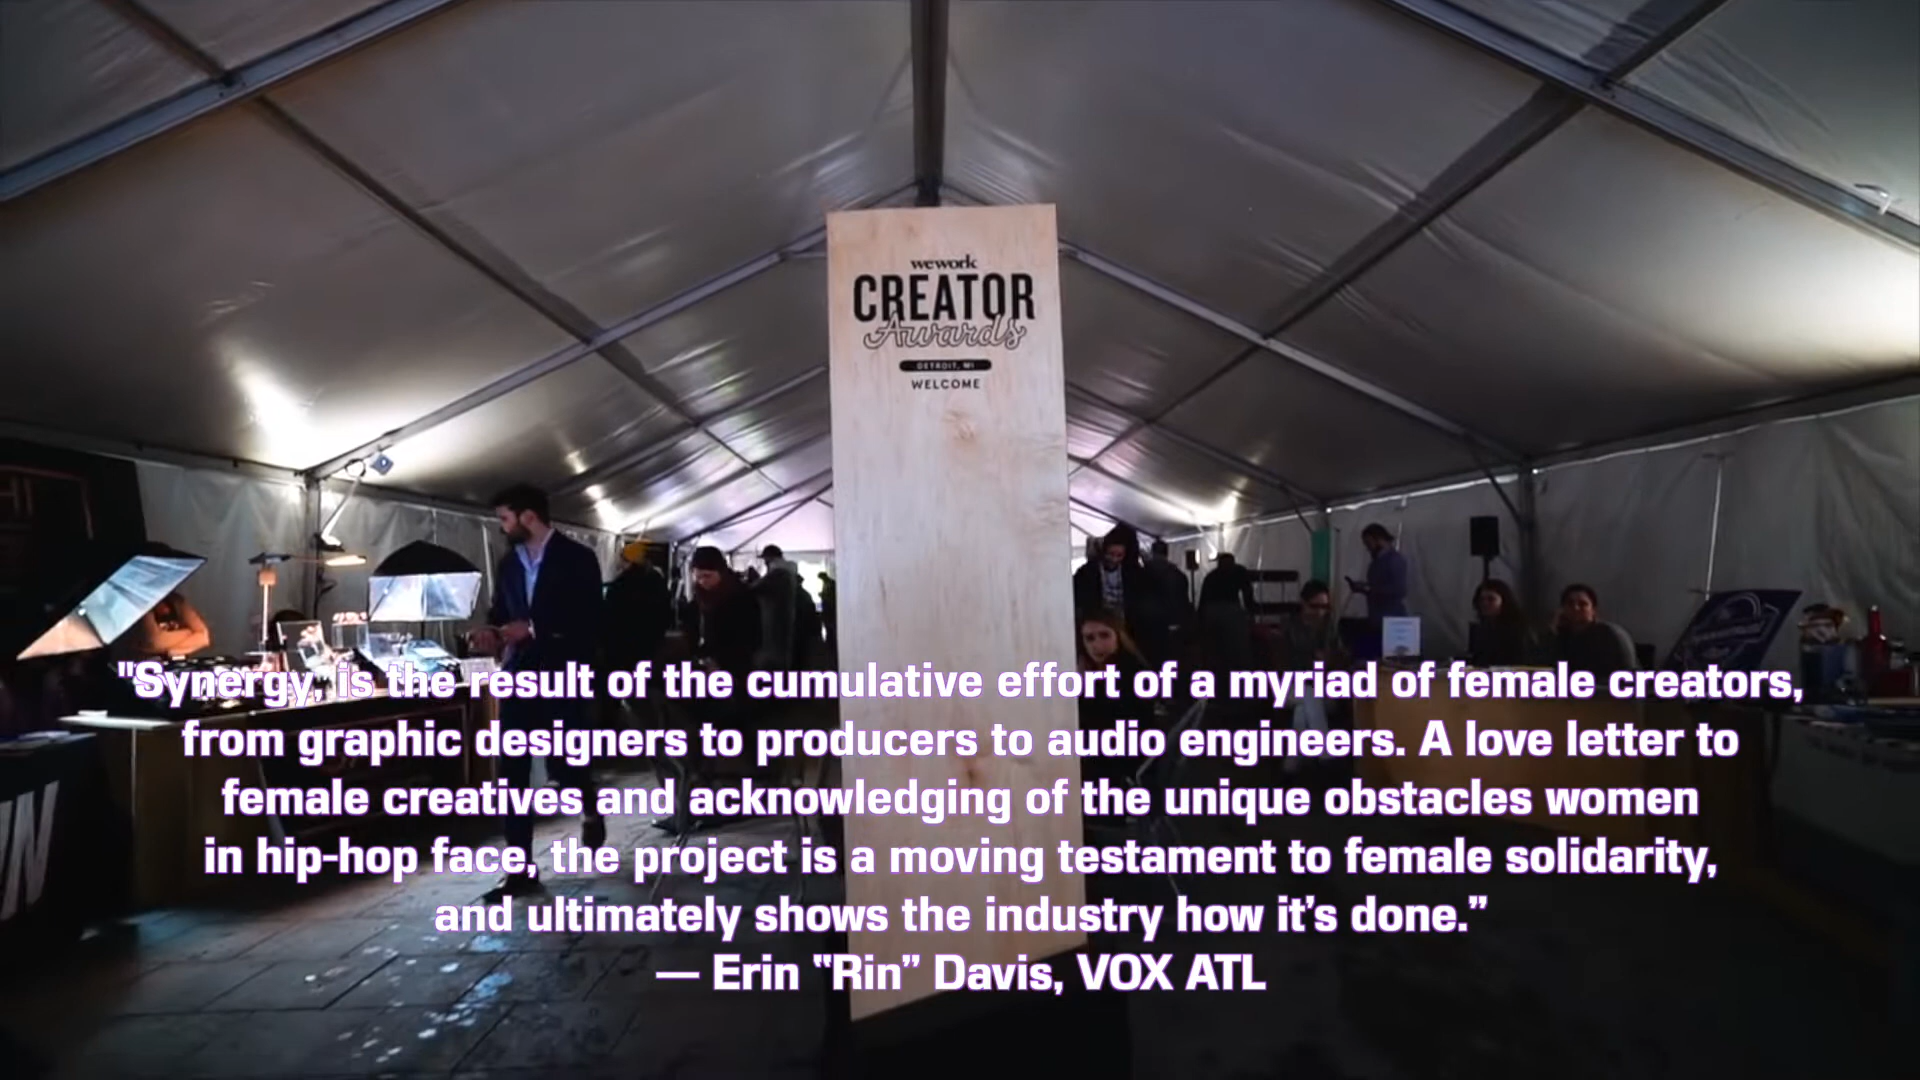 wework
CREATOR
Awards
DETROIT, MI
WELCOME
"Synergy, is the result of the cumulative effort of a myriad of female creators,
from graphic designers to producers to audio engineers. A love letter to
female creatives and acknowledging of the unique obstacles women
in hip-hop face, the project is a moving testament to female solidarity,
and ultimately shows the industry how it’s done.”
— Erin “Rin” Davis, VOX ATL